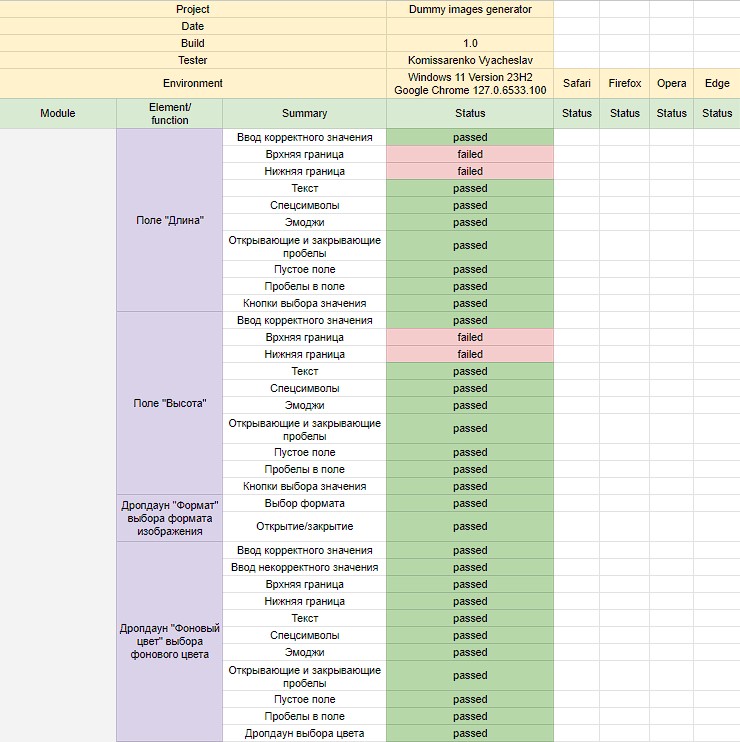 Project Dummy images generator
Date
Build 1.0
Tester Komissarenko Vyacheslav
Environment Windows 11 Version 23H2
Google Chrome 127.0.6533.100 Safari Firefox Opera Edge
Module Element/
function Summary Status Status Status Status Status
Поле "Длина"
Ввод корректного значения passed
Врхняя граница failed
Нижняя граница failed
Текст passed
Спецсимволы passed
Эмоджи passed
Открывающие и закрывающие
пробелы passed
Пустое поле passed
Пробелы в поле passed
Кнопки выбора значения passed
Поле "Высота"
Ввод корректного значения passed
Врхняя граница failed
Нижняя граница failed
Текст passed
Спецсимволы passed
Эмоджи passed
Открывающие и закрывающие
пробелы passed
Пустое поле passed
Пробелы в поле passed
Кнопки выбора значения passed
Дропдаун "Формат"
выбора формата
изображения
Выбор формата passed
Открытие/закрытие passed
Дропдаун "Фоновый
цвет" выбора
фонового цвета
Ввод корректного значения passed
Ввод некорректного значения passed
Врхняя граница passed
Нижняя граница passed
Текст passed
Спецсимволы passed
Эмоджи passed
Открывающие и закрывающие
пробелы passed
Пустое поле passed
Пробелы в поле passed
Дропдаун выбора цвета passed